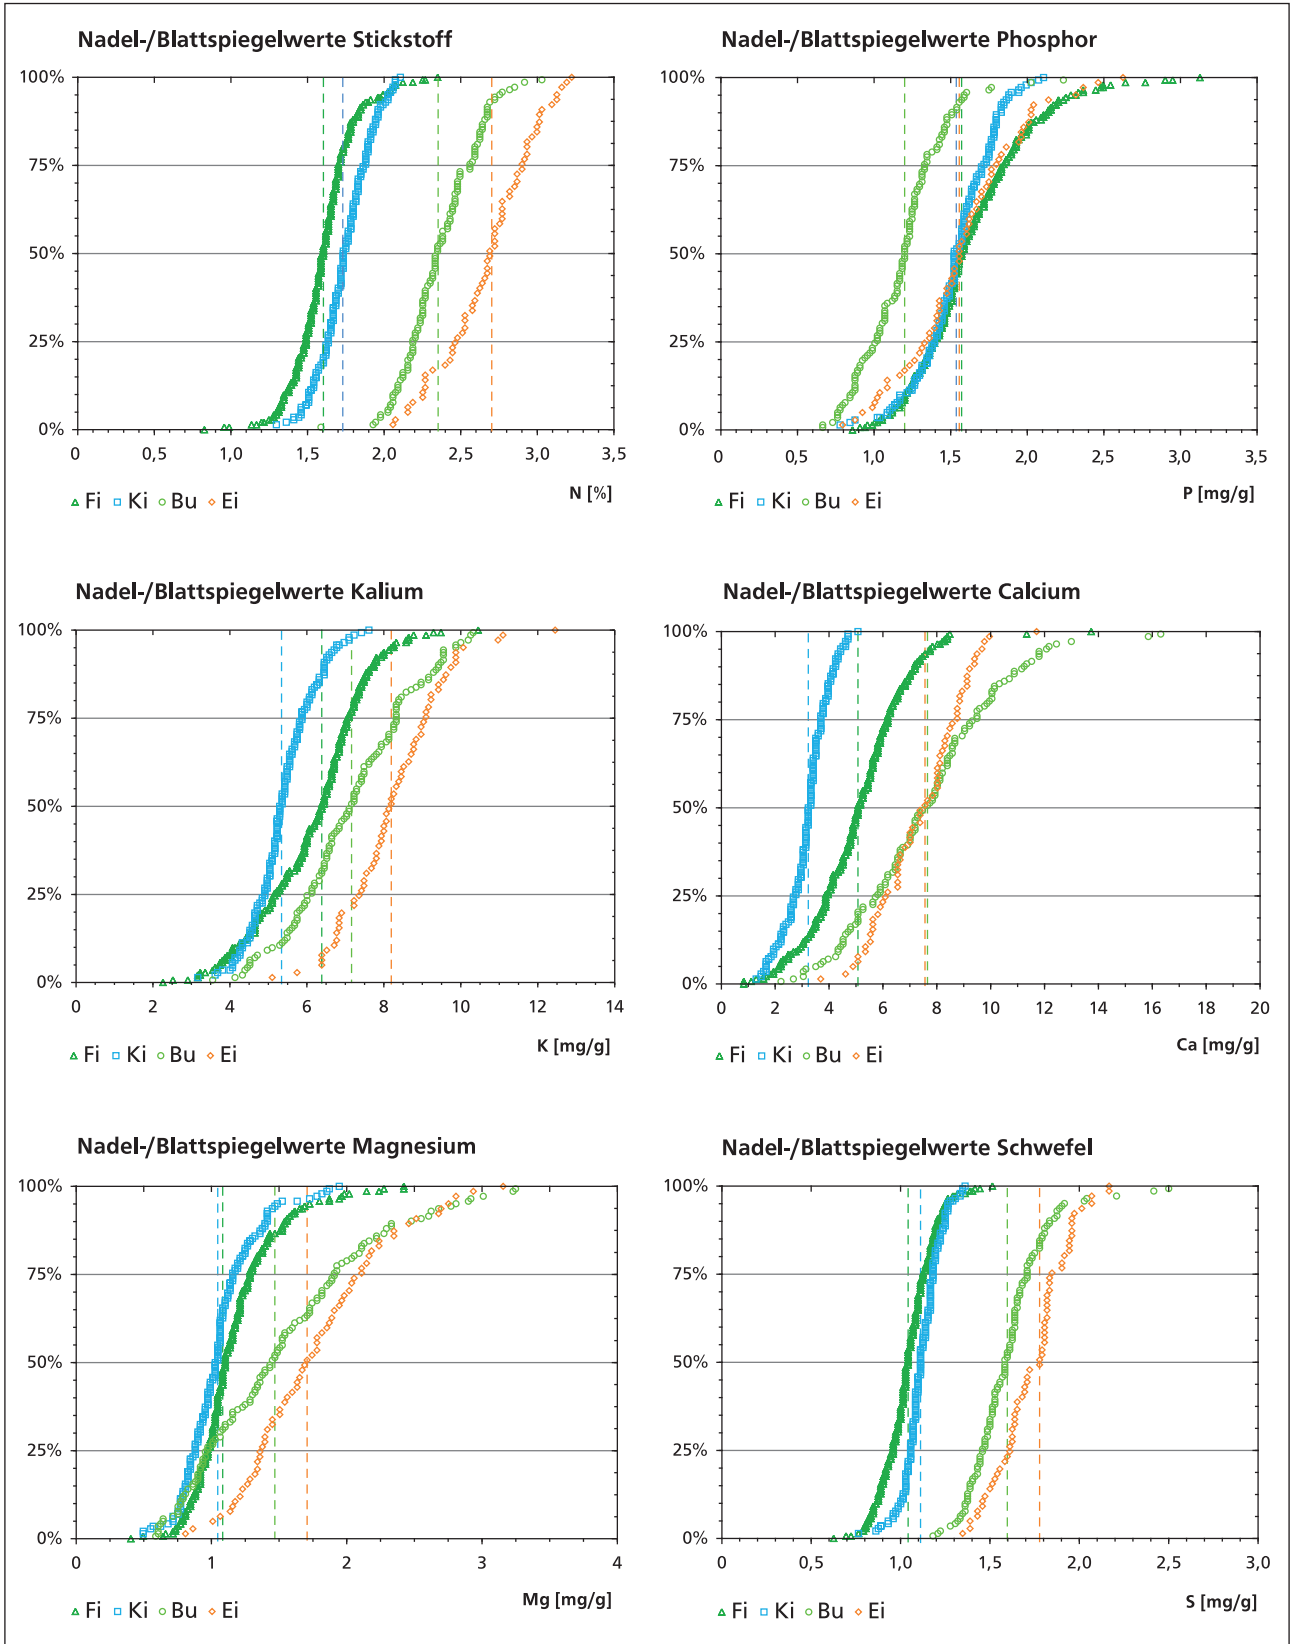 Nadel-/Blattspiegelwerte Stickstoff
100%
75%
50%
25%
0%
0 0,5 1,0 1,5 2,0 2,5 3,0 3,5
N [%]
Fi Ki Bu Ei
Nadel-/Blattspiegelwerte Phosphor
100%
75%
50%
25%
0%
0 0,5 1,0 1,5 2,0 2,5 3,0 3,5
P [mg/g]
Fi Ki Bu Ei
Nadel-/Blattspiegelwerte Kalium
100%
75%
50%
25%
0%
0 2 4 6 8 10 12 14
K [mg/g]
Fi Ki Bu Ei
Nadel-/Blattspiegelwerte Calcium
100%
75%
50%
25%
0%
0 2 4 6 8 10 12 14 16 18 20
Ca [mg/g]
Fi Ki Bu Ei
Nadel-/Blattspiegelwerte Magnesium
100%
75%
50%
25%
0%
0 1 2 3 4
Mg [mg/g]
Fi Ki Bu Ei
Nadel-/Blattspiegelwerte Schwefel
100%
75%
50%
25%
0%
0 0,5 1,0 1,5 2,0 2,5 3,0
S [mg/g]
Fi Ki Bu Ei